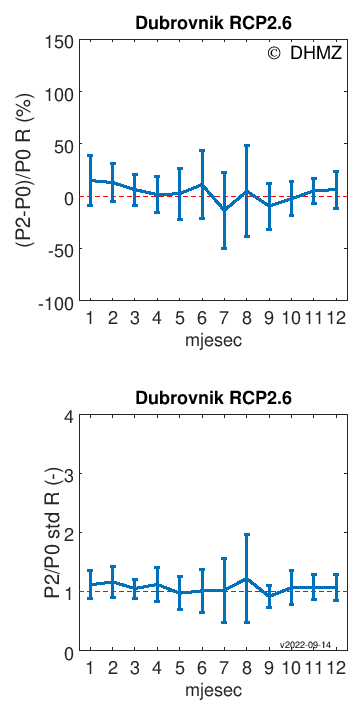 Dubrovnik RCP2.6
© DHMZ
(P2-P0)/P0 R (%)
150
100
50
0
-50
-100
1 2 3 4 5 6 7 8 9 10 11 12
mjesec
Dubrovnik RCP2.6
P2/P0 std R (-)
4
3
2
1
0
v2022-09-14
1 2 3 4 5 6 7 8 9 10 11 12
mjesec